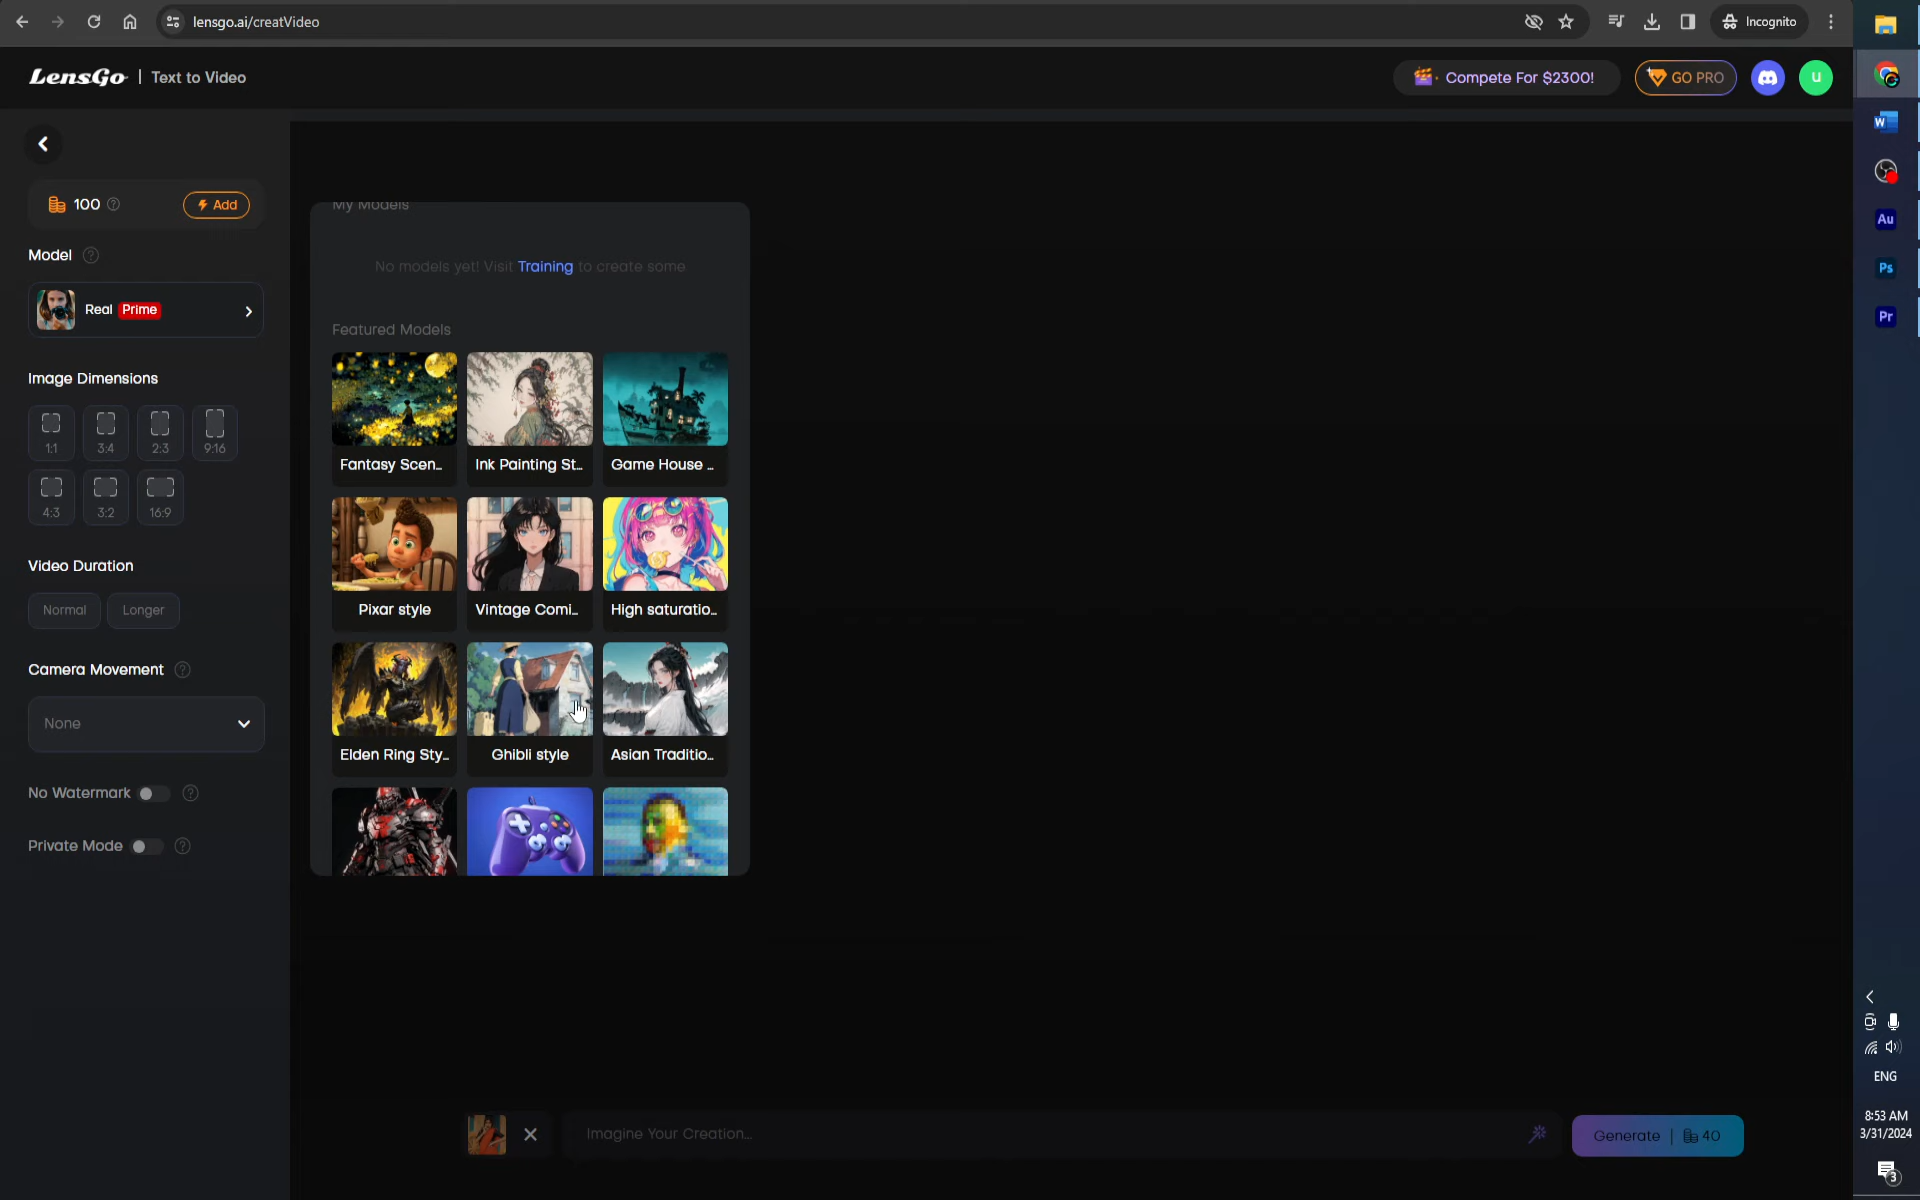 lensgo.ai/creatVideo
Incognito
LensGo | Text to Video
Compete For $2300!
GO PRO
U
100
Add
Model
Real Prime
Image Dimensions
1:1 3:4 2:3 9:16
4:3 3:2 16:9
Video Duration
Normal Longer
Camera Movement
None
No Watermark
Private Mode
My Models
No models yet! Visit Training to create some
Featured Models
Fantasy Scen... Ink Painting St... Game House ...
Pixar style Vintage Comi... High saturatio...
Elden Ring Sty... Ghibli style Asian Traditio...
Imagine Your Creation...
Generate | 40
W
Au
Ps
Pr
ENG
8:53 AM
3/31/2024
3